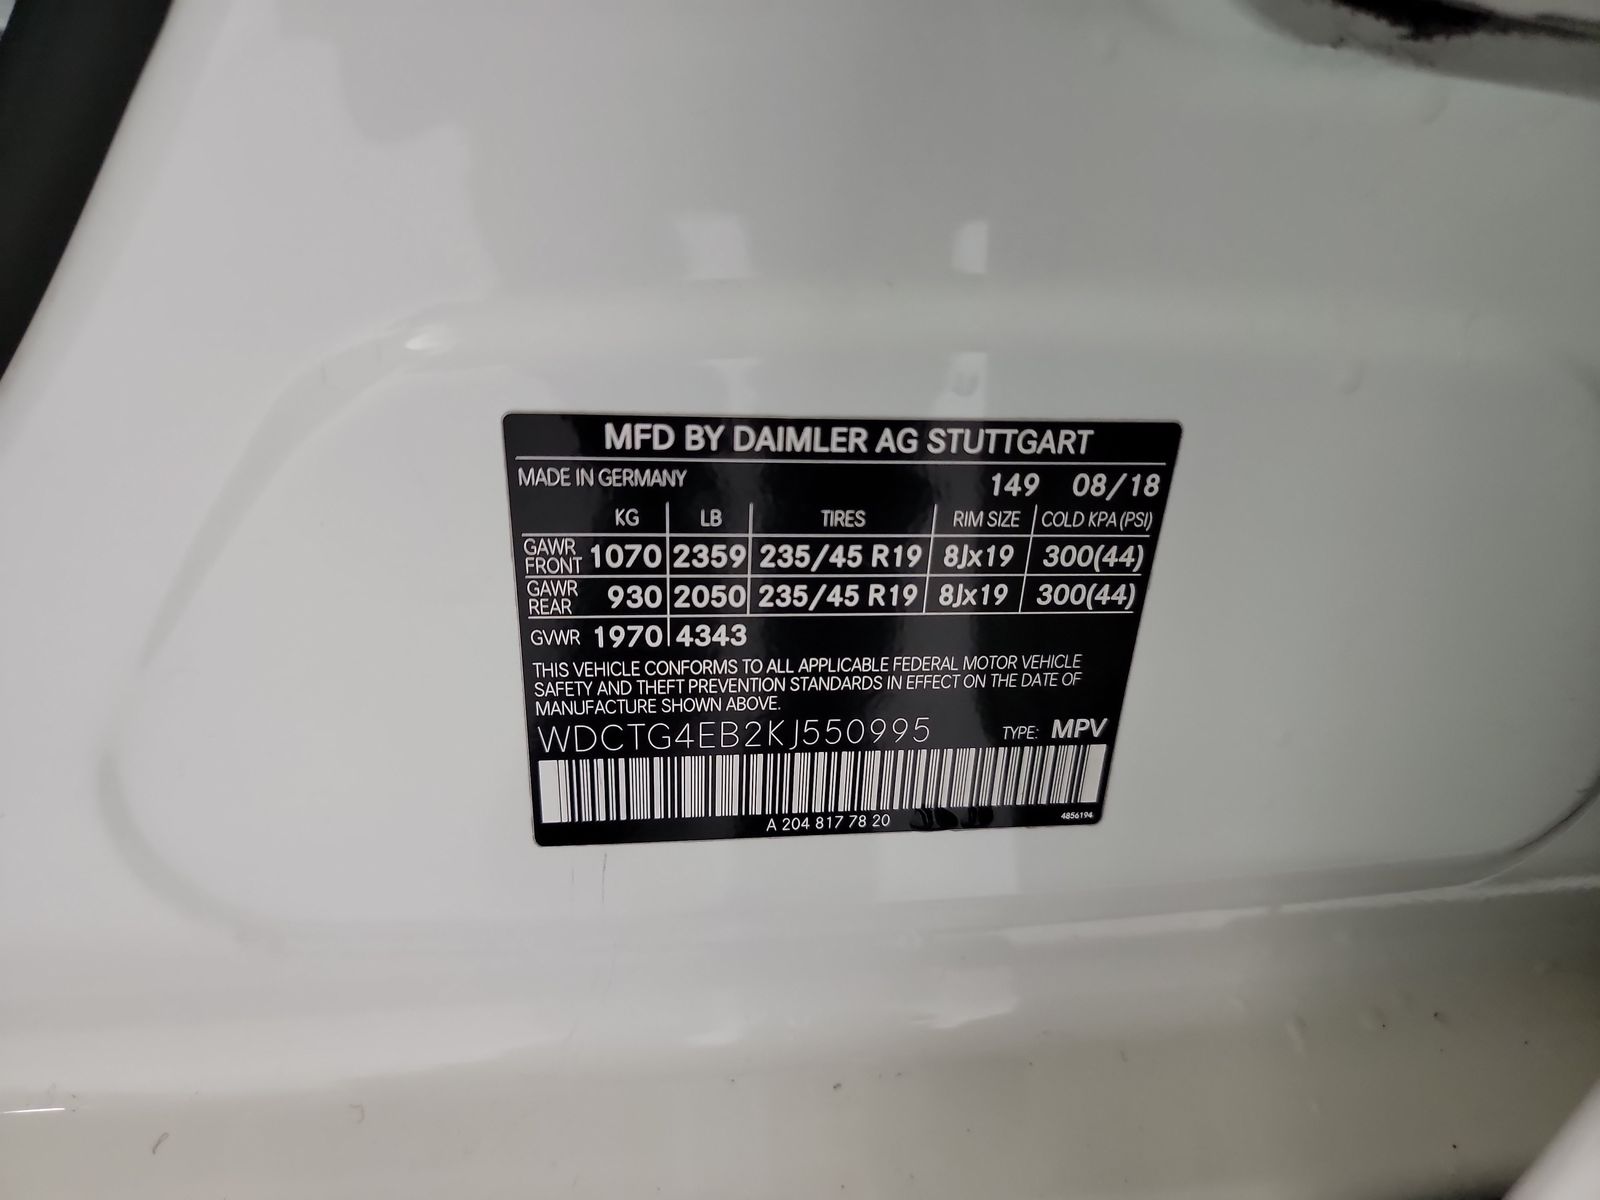 MFD BY DAIMLER AG STUTTGART
MADE IN GERMANY 149 08/18
KG LB TIRES RIM SIZE COLD KPA (PSI)
GAWR FRONT 1070 2359 235/45 R19 8Jx19 300(44)
GAWR REAR 930 2050 235/45 R19 8Jx19 300(44)
GVWR 1970 4343
THIS VEHICLE CONFORMS TO ALL APPLICABLE FEDERAL MOTOR VEHICLE
SAFETY AND THEFT PREVENTION STANDARDS IN EFFECT ON THE DATE OF
MANUFACTURE SHOWN ABOVE.
WDCTG4EB2KJ550995 TYPE: MPV
A 204 817 78 20 4856194